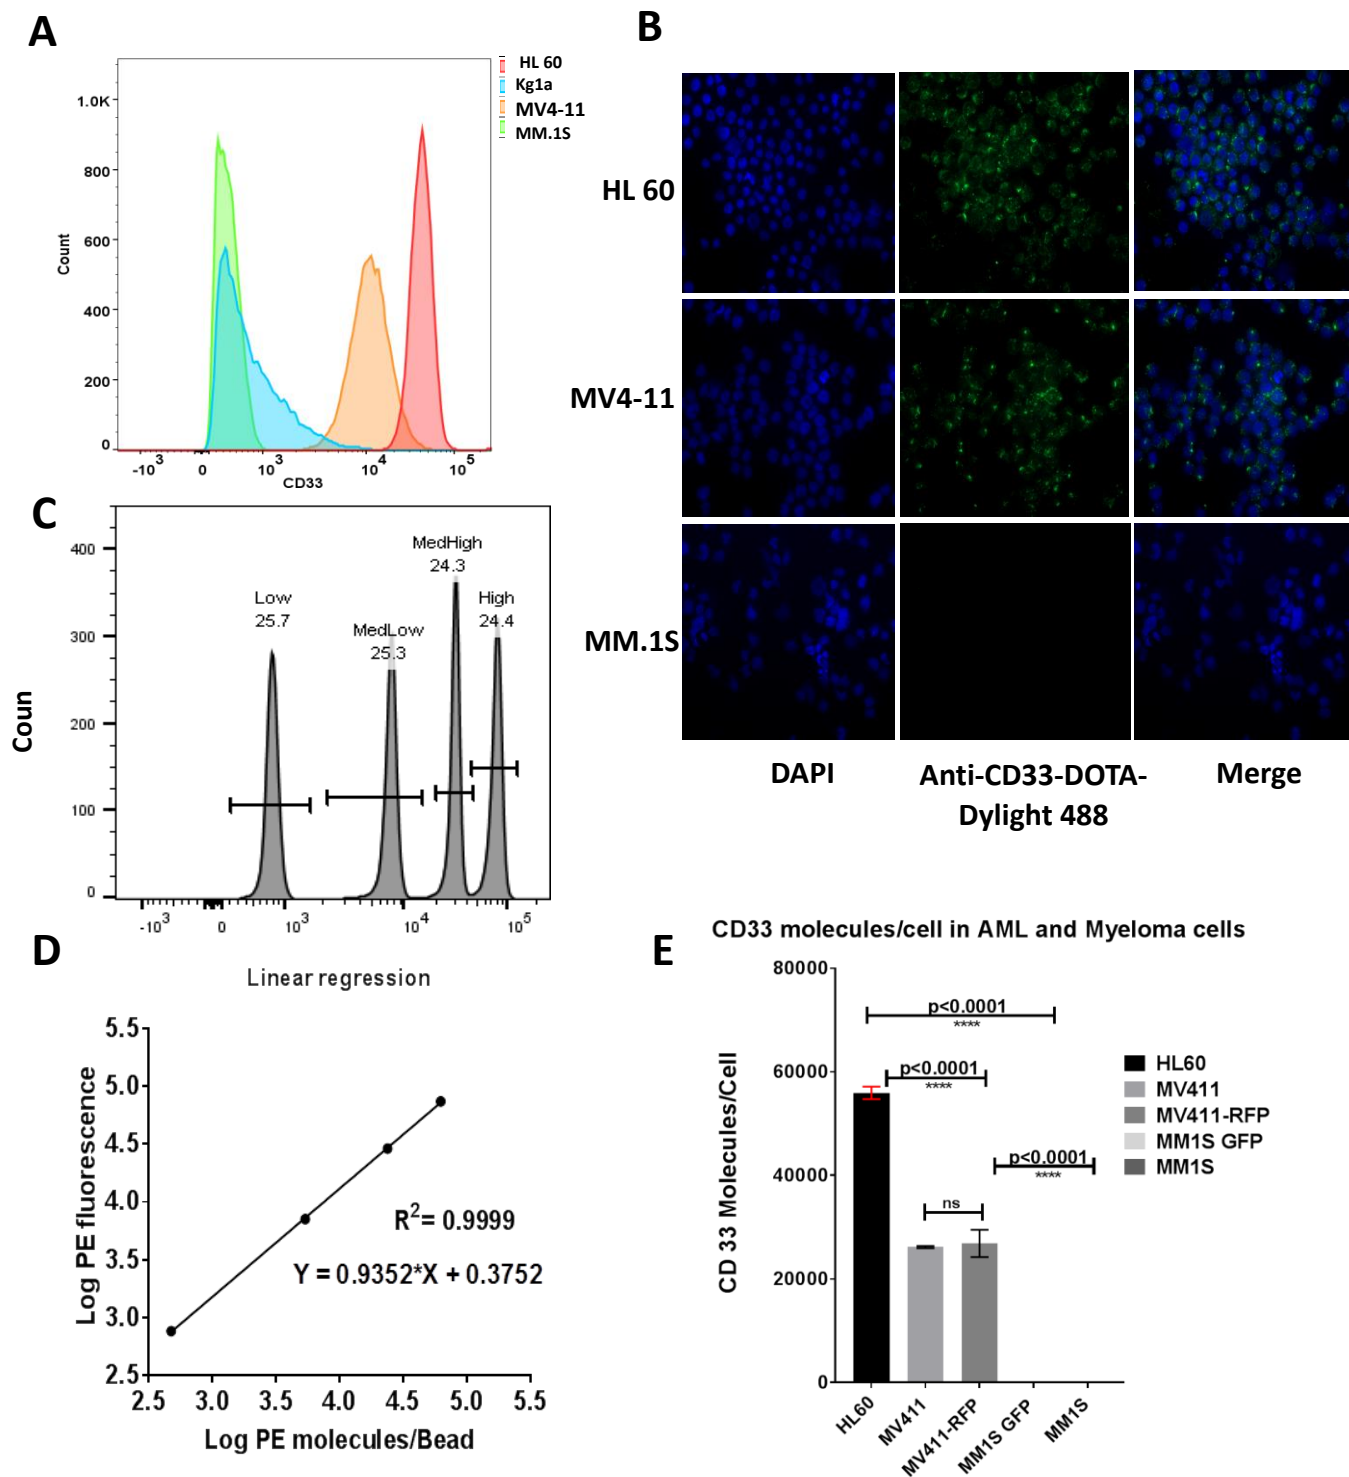 A
HL 60
Kg1a
MV4-11
MM.1S
1.0K
800
600
400
200
0
Count
-10^3 0 10^3 10^4 10^5
CD33
B
HL 60
MV4-11
MM.1S
DAPI
Anti-CD33-DOTA-
Dylight 488
Merge
C
400
300
200
100
0
Coun
Low
25.7
MedLow
25.3
MedHigh
24.3
High
24.4
-10^3 0 10^3 10^4 10^5
D
Linear regression
5.5
5.0
4.5
4.0
3.5
3.0
2.5
Log PE fluorescence
R^2= 0.9999
Y = 0.9352*X + 0.3752
2.5 3.0 3.5 4.0 4.5 5.0 5.5
Log PE molecules/Bead
E
CD33 molecules/cell in AML and Myeloma cells
80000
60000
40000
20000
0
CD 33 Molecules/Cell
p<0.0001
****
p<0.0001
****
p<0.0001
****
ns
HL60
MV411
MV411-RFP
MM1S GFP
MM1S
HL60
MV411
MV411-RFP
MM1S GFP
MM1S